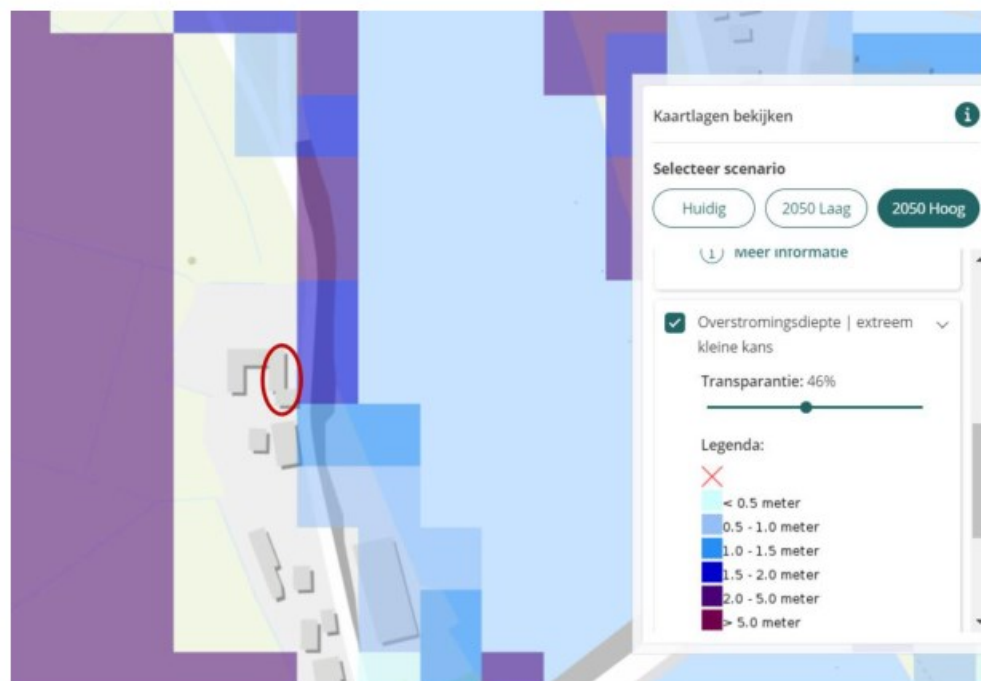 Kaartlagen bekijken
i
Selecteer scenario
Huidig
2050 Laag
2050 Hoog
i Meer informatie
Overstromingsdiepte | extreem
kleine kans
Transparantie: 46%
Legenda:
< 0.5 meter
0.5 - 1.0 meter
1.0 - 1.5 meter
1.5 - 2.0 meter
2.0 - 5.0 meter
> 5.0 meter